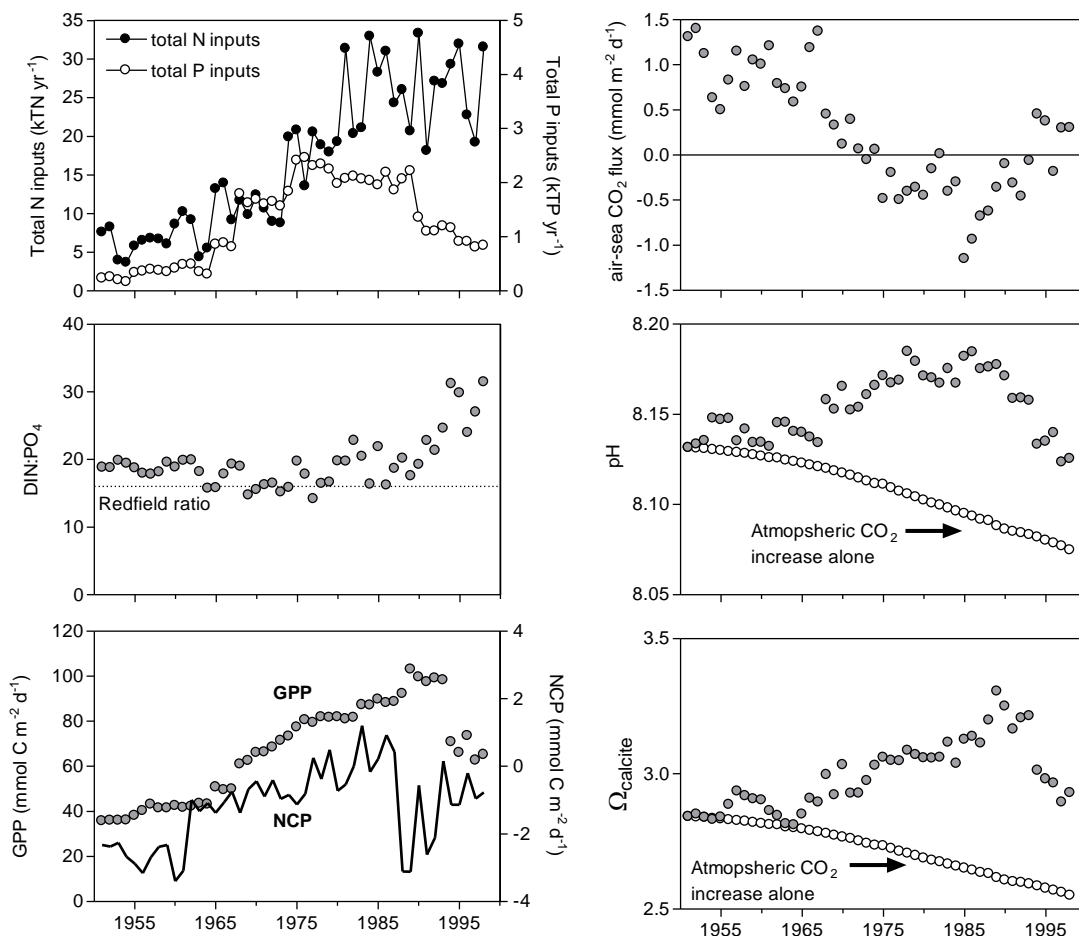 total N inputs
total P inputs
Total N inputs (kTN yr-1)
35
30
25
20
15
10
5
0
Total P inputs (kTP yr-1)
5
4
3
2
1
0
air-sea CO2 flux (mmol m-2 d-1)
1.5
1.0
0.5
0.0
-0.5
-1.0
-1.5
DIN:PO4
40
30
20
10
0
Redfield ratio
pH
8.20
8.15
8.10
8.05
Atmopsheric CO2
increase alone
GPP (mmol C m-2 d-1)
120
100
80
60
40
20
0
GPP
NCP
NCP (mmol C m-2 d-1)
4
2
0
-2
-4
1955 1965 1975 1985 1995
Ωcalcite
3.5
3.0
2.5
Atmopsheric CO2
increase alone
1955 1965 1975 1985 1995